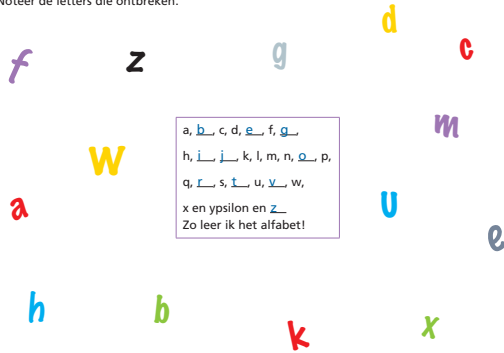 Noteer de letters die ontbreken.
d
c
f
z
g
m
w
a, b, c, d, e, f, g,
h, i, j, k, l, m, n, o, p,
q, r, s, t, u, v, w,
x en ypsilon en z
Zo leer ik het alfabet!
a
u
e
h
b
k
x